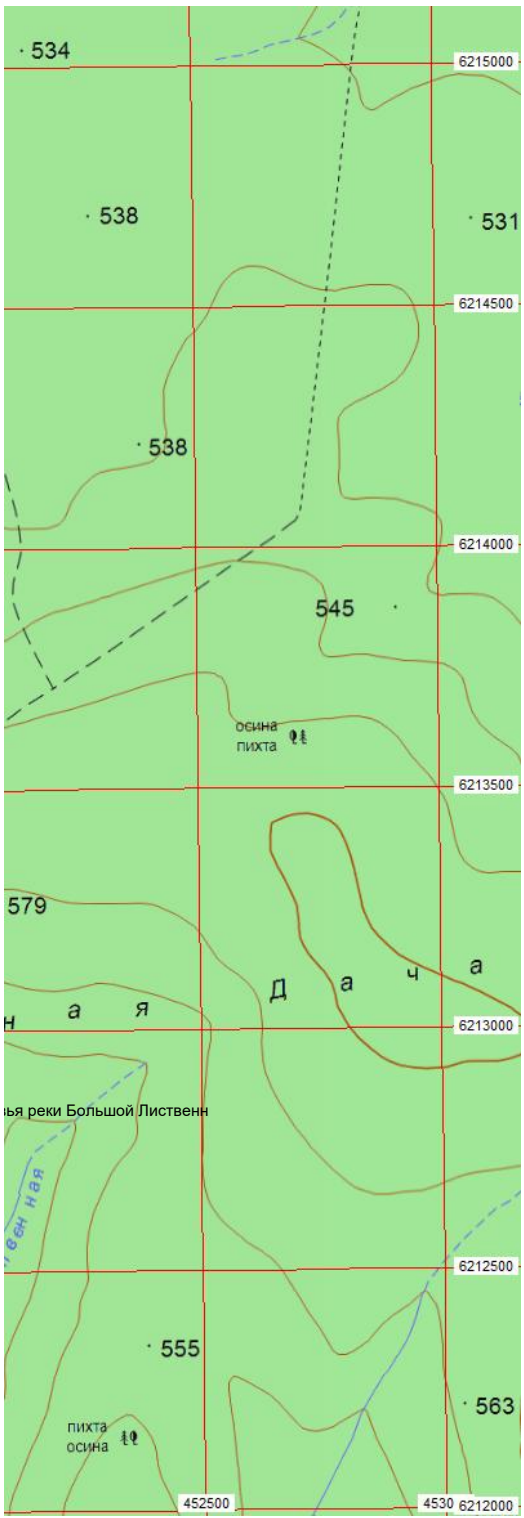 534
6215000
538
531
6214500
538
6214000
545
осина
пихта
6213500
579
Д а ч а
н а я
6213000
вья реки Большой Лиственн
вен ная
6212500
555
563
пихта
осина
452500
4530
6212000